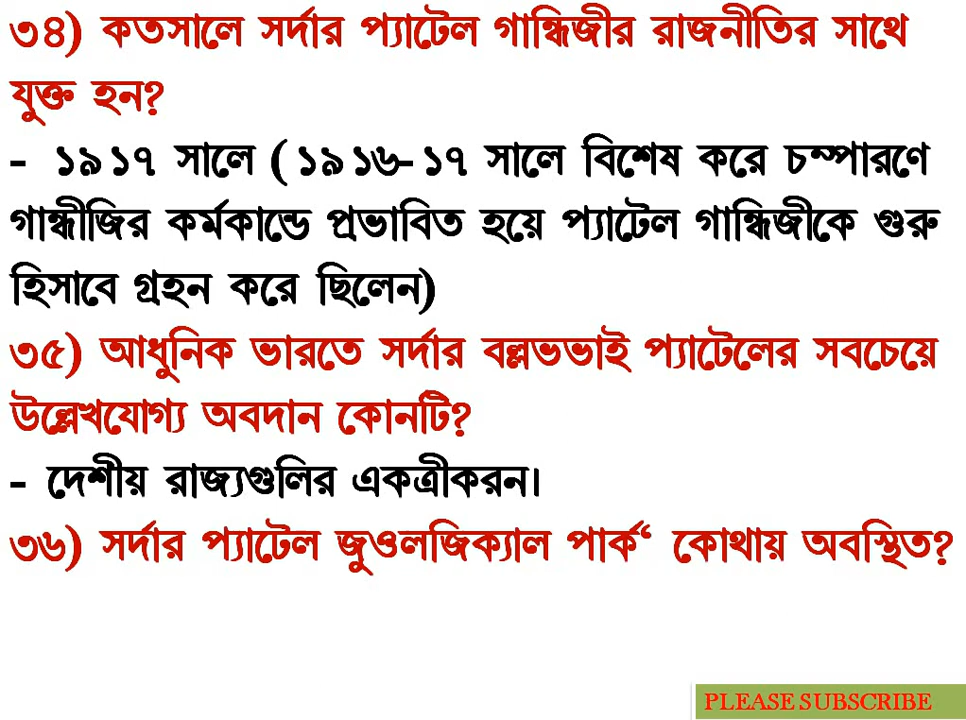 ৩৪) কতসালে সর্দার প্যাটেল গান্ধিজীর রাজনীতির সাথে
যুক্ত হন?
- ১৯১৭ সালে (১৯১৬-১৭ সালে বিশেষ করে চম্পারণে
গান্ধীজির কর্মকান্ডে প্রভাবিত হয়ে প্যাটেল গান্ধিজীকে গুরু
হিসাবে গ্রহন করে ছিলেন)
৩৫) আধুনিক ভারতে সর্দার বল্লভভাই প্যাটেলের সবচেয়ে
উল্লেখযোগ্য অবদান কোনটি?
- দেশীয় রাজ্যগুলির একত্রীকরন।
৩৬) সর্দার প্যাটেল জুওলজিক্যাল পার্ক‘ কোথায় অবস্থিত?
PLEASE SUBSCRIBE